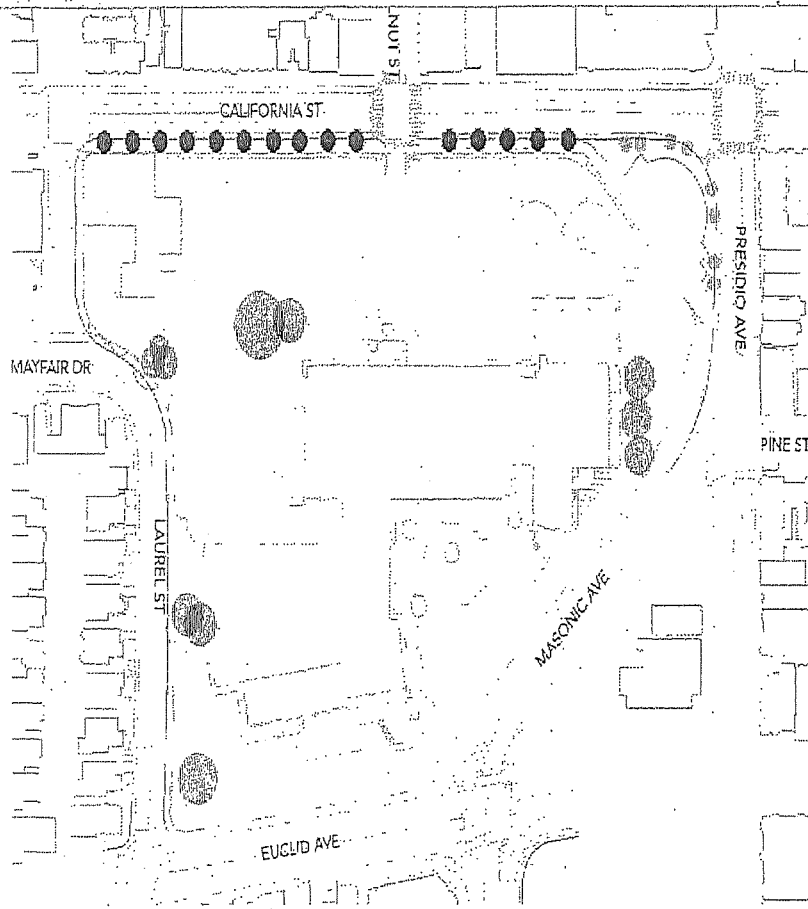 NUT ST
CALIFORNIA ST
PRESIDIO AVE
MAYFAIR DR
PINE ST
LAUREL ST
MASONIC AVE
EUCLID AVE